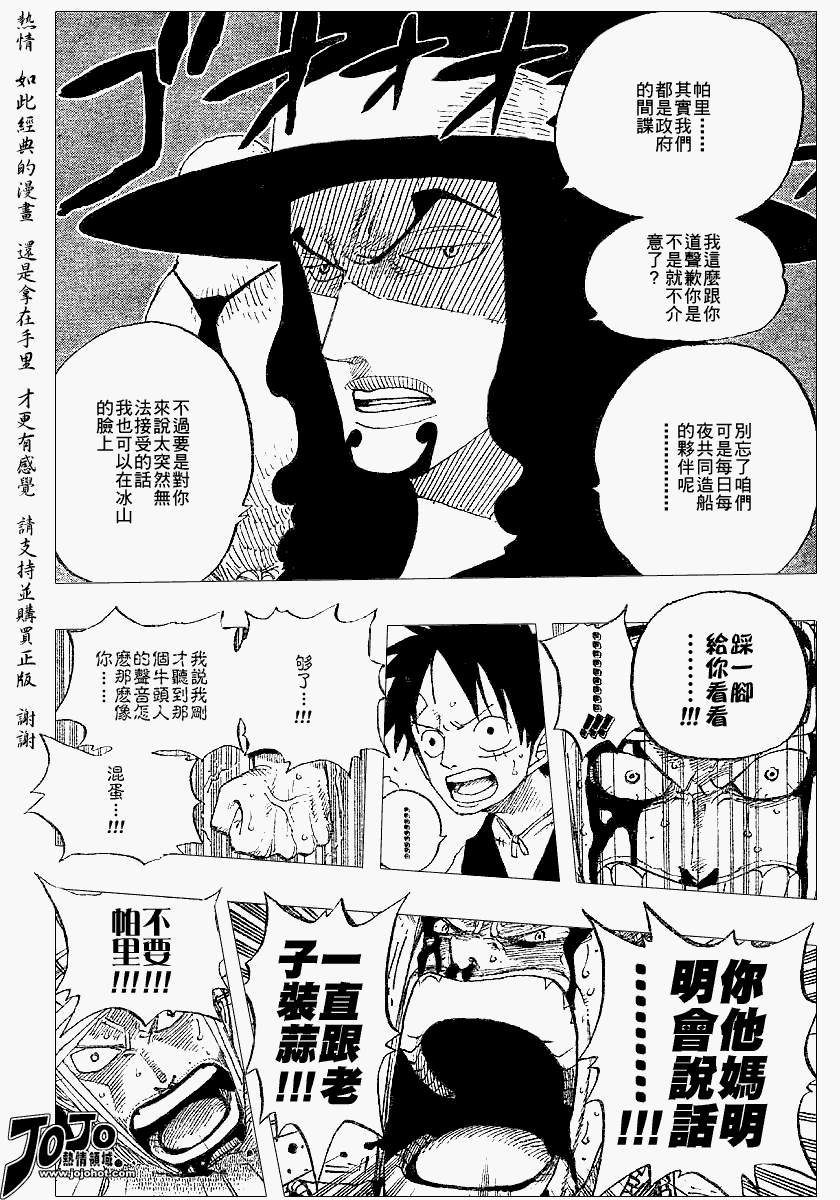 熱情 如此經典的漫畫 還是拿在手里 才更有感覺 請支持並購買正版 謝謝
ゴオオオオ
帕里……
其實我們
都是政府
的間諜
我這麼跟你
道聲歉你是
不是就不介
意了？
別忘了咱們
可是每日每
夜共同造船
的夥伴呢
………………
不過要是對你
來說太突然無
法接受的話
我也可以在冰山
的臉上
踩一腳
給你看看
………!!!
…………!!!
…………
够了…!!!
我說我剛
才聽到那
個牛頭人
的聲音怎
麽那麽像
你……
混蛋…!!!
你他媽明
明會說話
…………!!!
一直跟老
子裝蒜!!!
不要!!!
帕里!!!
JOJO
熱情領域.
www.jojohot.com